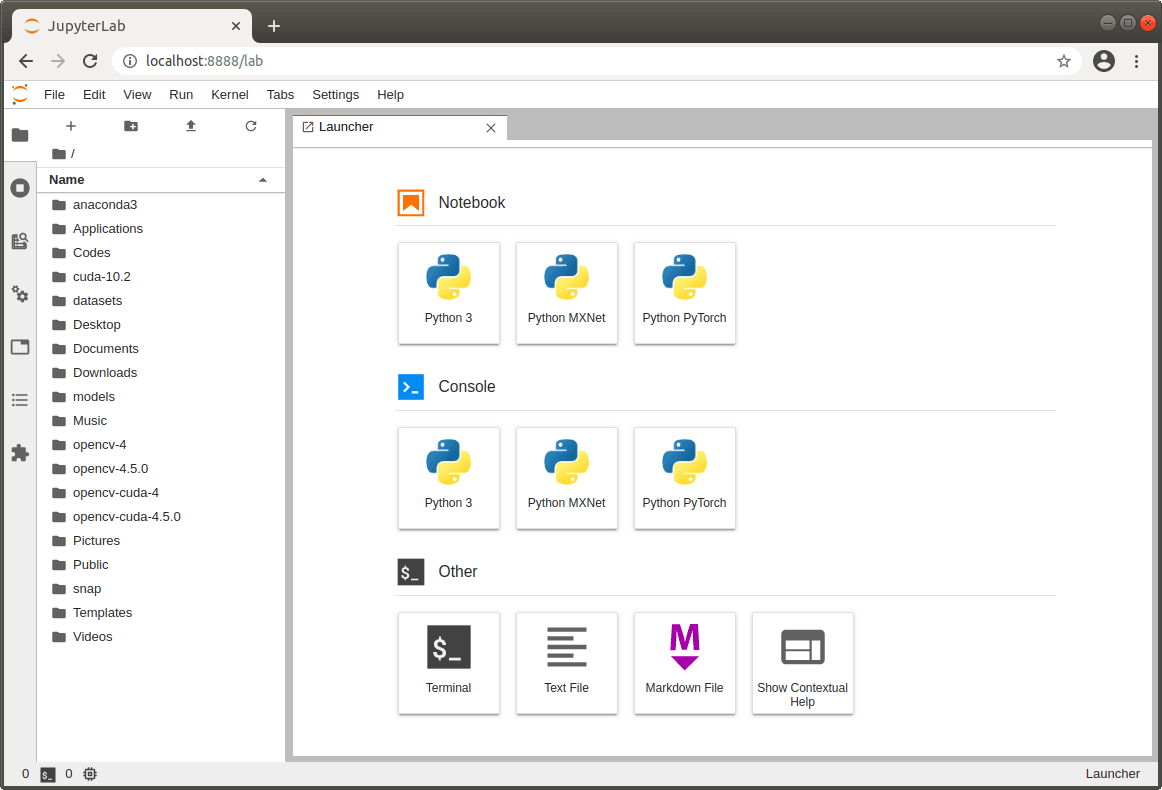 JupyterLab
localhost:8888/lab
File Edit View Run Kernel Tabs Settings Help
/
Name
anaconda3
Applications
Codes
cuda-10.2
datasets
Desktop
Documents
Downloads
models
Music
opencv-4
opencv-4.5.0
opencv-cuda-4
opencv-cuda-4.5.0
Pictures
Public
snap
Templates
Videos
Launcher
Notebook
Python 3 Python MXNet Python PyTorch
Console
Python 3 Python MXNet Python PyTorch
$_ Other
$_ M
Terminal Text File Markdown File Show Contextual
Help
0 $_ 0 Launcher